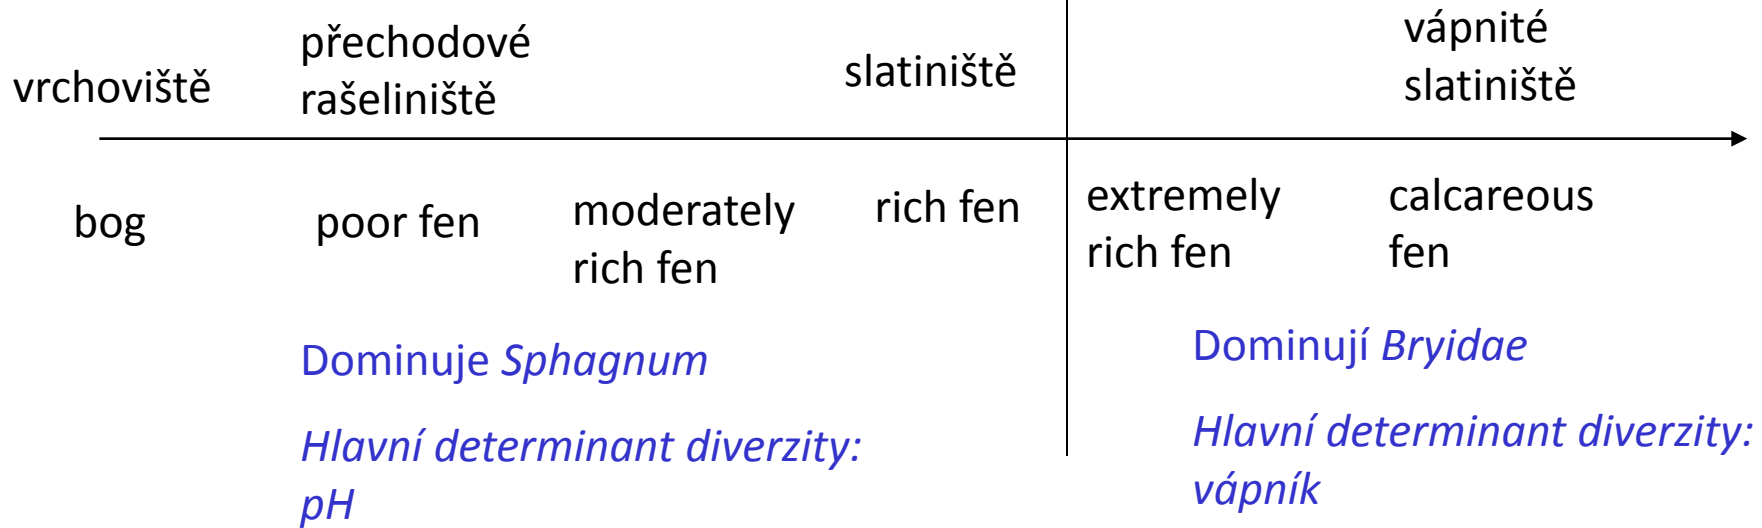 vrchoviště
přechodové
rašeliniště
slatiniště
vápnité
slatiniště
bog
poor fen
moderately
rich fen
rich fen
extremely
rich fen
calcareous
fen
Dominuje Sphagnum
Hlavní determinant diverzity:
pH
Dominují Bryidae
Hlavní determinant diverzity:
vápník